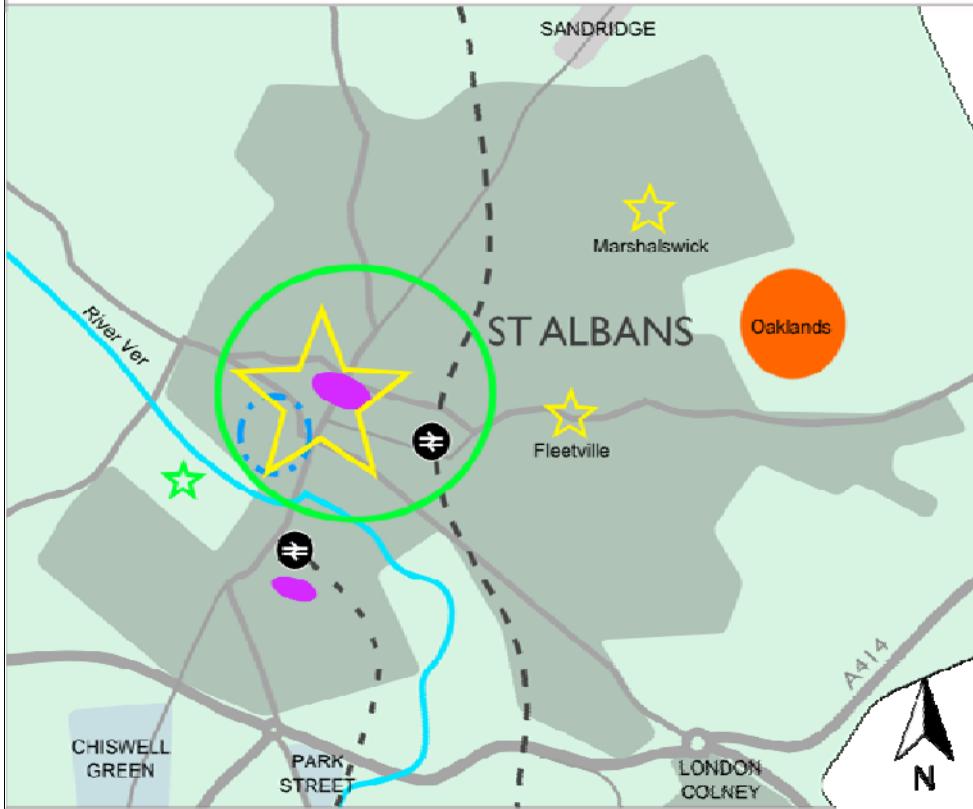 SANDRIDGE
Marshalswick
River Ver
ST ALBANS
Oaklands
Fleetville
A414
CHISWELL
GREEN
PARK
STREET
LONDON
COLNEY
N